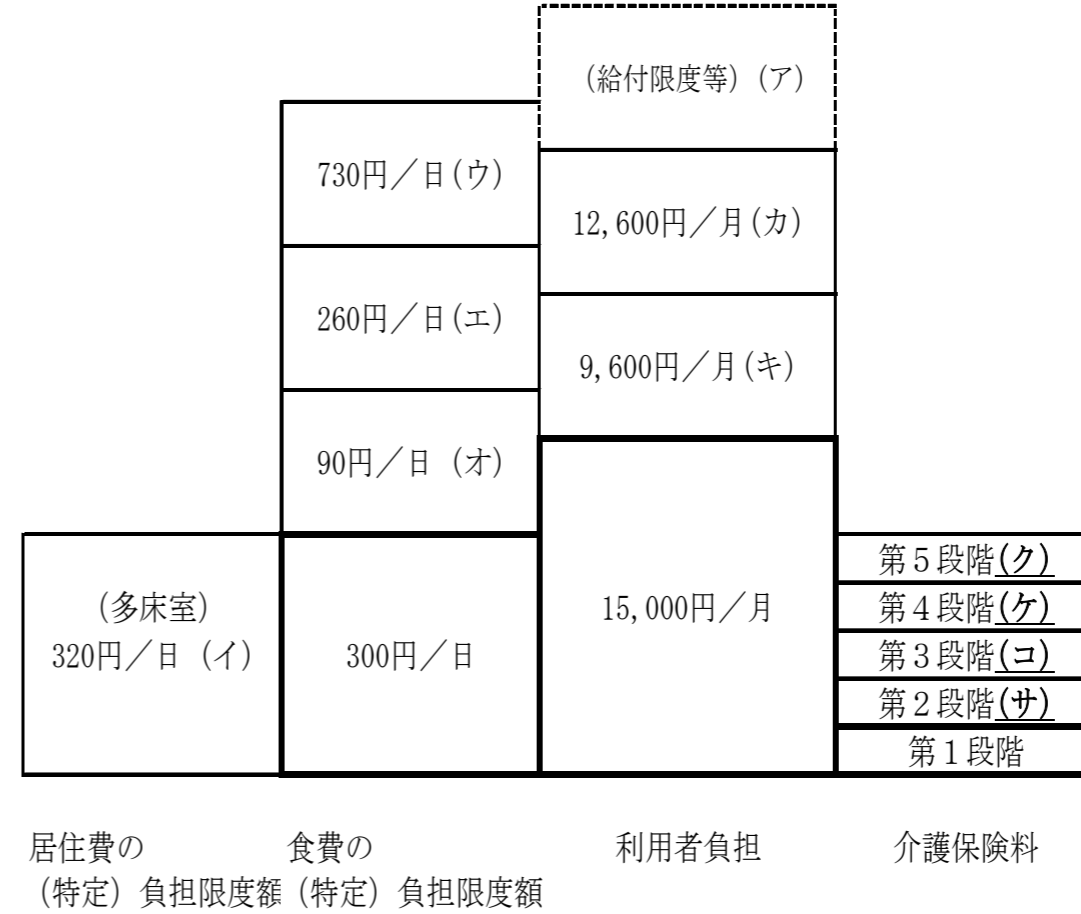 （給付限度等）(ア)
730円／日(ウ)
12,600円／月(カ)
260円／日(エ)
9,600円／月(キ)
90円／日 (オ)
（多床室）
320円／日 (イ)
300円／日
15,000円／月
第５段階(ク)
第４段階(ケ)
第３段階(コ)
第２段階(サ)
第１段階
居住費の
（特定）負担限度額
食費の
（特定）負担限度額
利用者負担
介護保険料